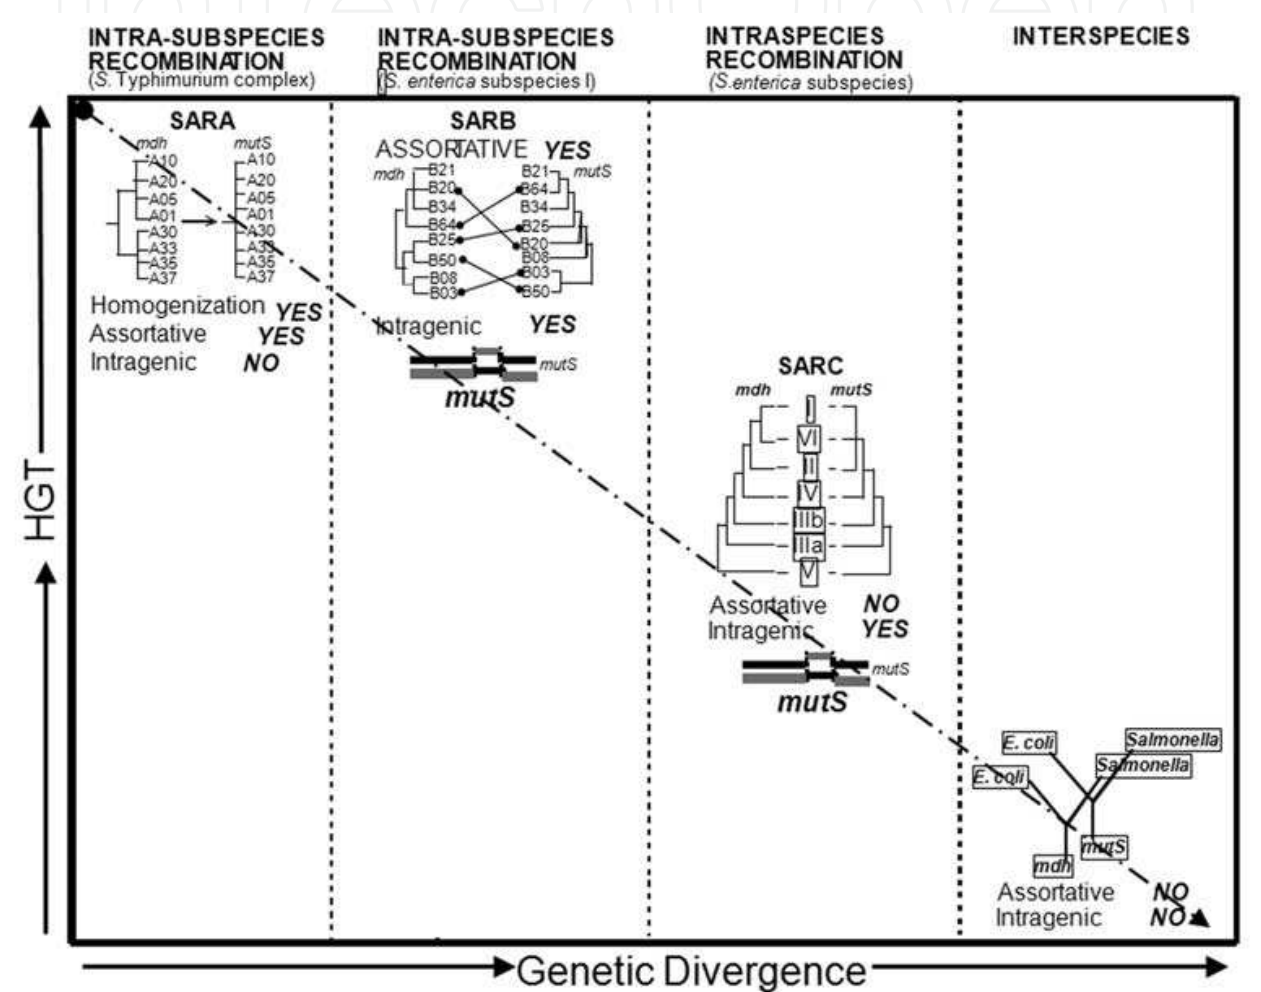 INTRA-SUBSPECIES
RECOMBINATION
(S. Typhimurium complex)
INTRA-SUBSPECIES
RECOMBINATION
(S. enterica subspecies I)
INTRASPECIES
RECOMBINATION
(S.enterica subspecies)
INTERSPECIES
HGT
SARA
mdh
mutS
A10
A20
A05
A01
A30
A33
A35
A37
A10
A20
A05
A01
A30
A33
A35
A37
Homogenization YES
Assortative YES
Intragenic NO
SARB
ASSORTATIVE YES
mdh
mutS
B21
B20
B34
B64
B25
B50
B08
B03
B21
B64
B34
B25
B20
B08
B03
B50
Intragenic YES
mutS
mutS
SARC
mdh mutS
I
VI
II
IV
IIIb
IIIa
V
Assortative NO
Intragenic YES
mutS
mutS
E. coli
Salmonella
E. coli
Salmonella
mutS
mdh
Assortative NO
Intragenic NO
Genetic Divergence